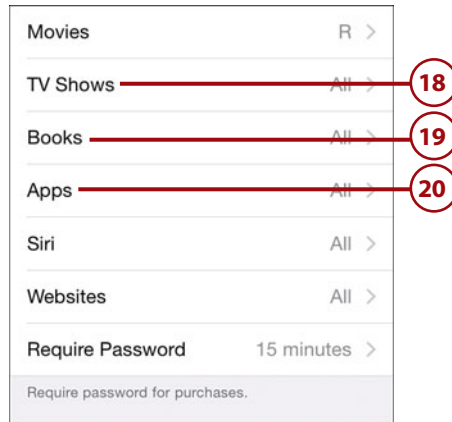 Movies R >
TV Shows All > 18
Books All > 19
Apps All > 20
Siri All >
Websites All >
Require Password 15 minutes >
Require password for purchases.